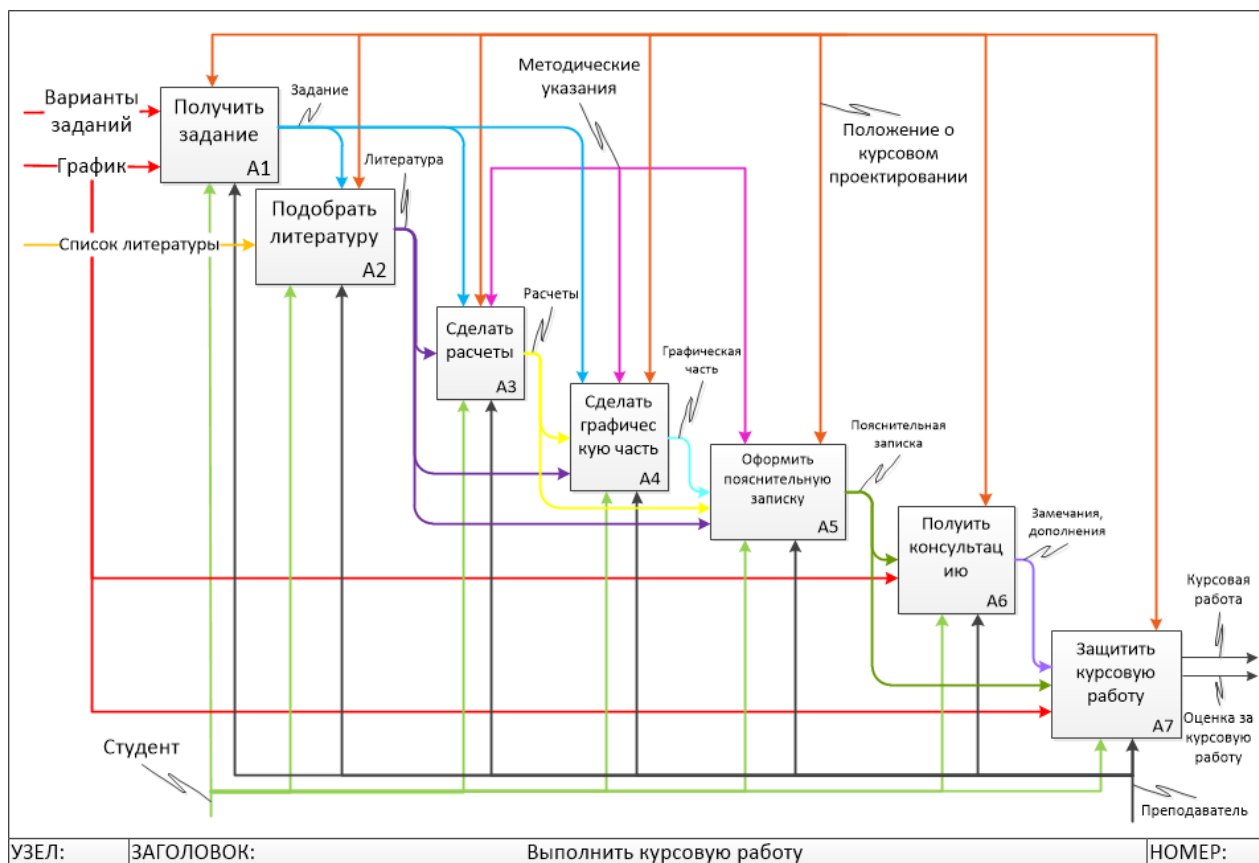 Варианты
заданий
График
Список литературы
Получить
задание
A1
Задание
Методические
указания
Положение о
курсовом
проектировании
Подобрать
литературу
A2
Литература
Сделать
расчеты
A3
Расчеты
Сделать
графичес
кую часть
A4
Графическая
часть
Оформить
пояснительную
записку
A5
Пояснительная
записка
Полуить
консультац
ию
A6
Замечания,
дополнения
Защитить
курсовую
работу
A7
Курсовая
работа
Оценка за
курсовую
работу
Студент
Преподаватель
УЗЕЛ:
ЗАГОЛОВОК:
Выполнить курсовую работу
НОМЕР: